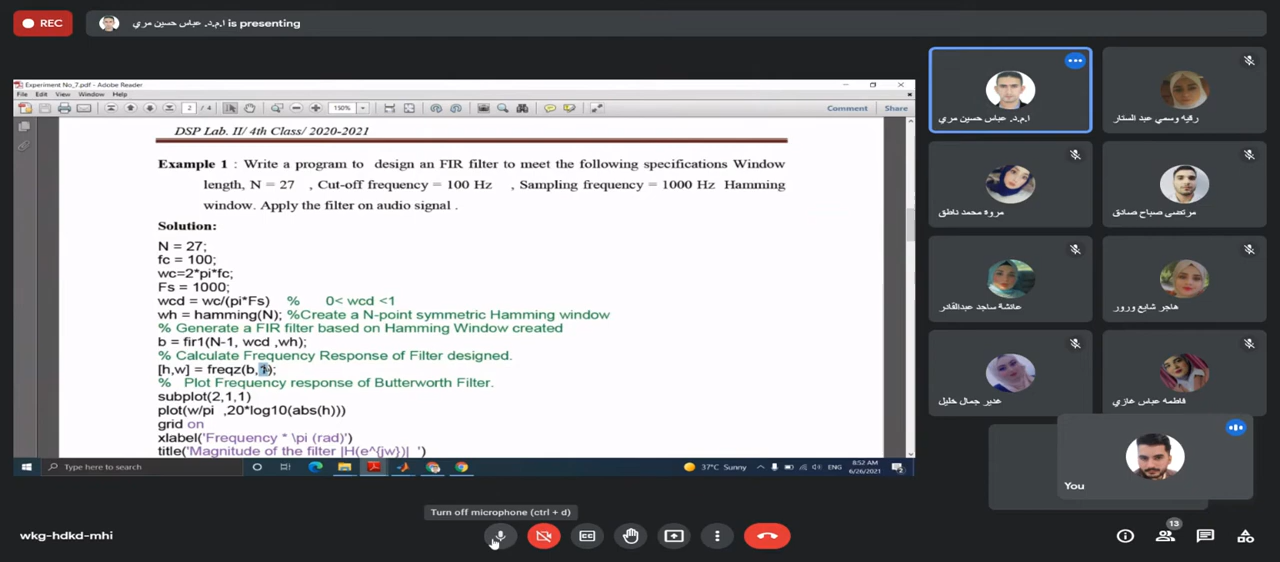 REC
ا.م.د. عباس حسين مري is presenting
Experiment No_7.pdf - Adobe Reader
File Edit View Window Help
2 / 4
150%
Comment Share
DSP Lab. II/ 4th Class/ 2020-2021
Example 1 : Write a program to design an FIR filter to meet the following specifications Window
length, N = 27 , Cut-off frequency = 100 Hz , Sampling frequency = 1000 Hz Hamming
window. Apply the filter on audio signal .
Solution:
N = 27;
fc = 100;
wc=2*pi*fc;
Fs = 1000;
wcd = wc/(pi*Fs) % 0< wcd <1
wh = hamming(N); %Create a N-point symmetric Hamming window
% Generate a FIR filter based on Hamming Window created
b = fir1(N-1, wcd ,wh);
% Calculate Frequency Response of Filter designed.
[h,w] = freqz(b,1);
% Plot Frequency response of Butterworth Filter.
subplot(2,1,1)
plot(w/pi ,20*log10(abs(h)))
grid on
xlabel('Frequency * \pi (rad)')
title('Magnitude of the filter |H(e^{jw})| ')
Type here to search
37°C Sunny
ENG
8:52 AM
6/26/2021
ا.م.د. عباس حسين مري
رقيه وسمي عبد الستار
مروه محمد ناطق
مرتضى صباح صادق
عائشة ساجد عبدالقادر
هاجر شايع ورور
غدير جمال خليل
فاطمه عباس غازي
You
Turn off microphone (ctrl + d)
wkg-hdkd-mhi
13